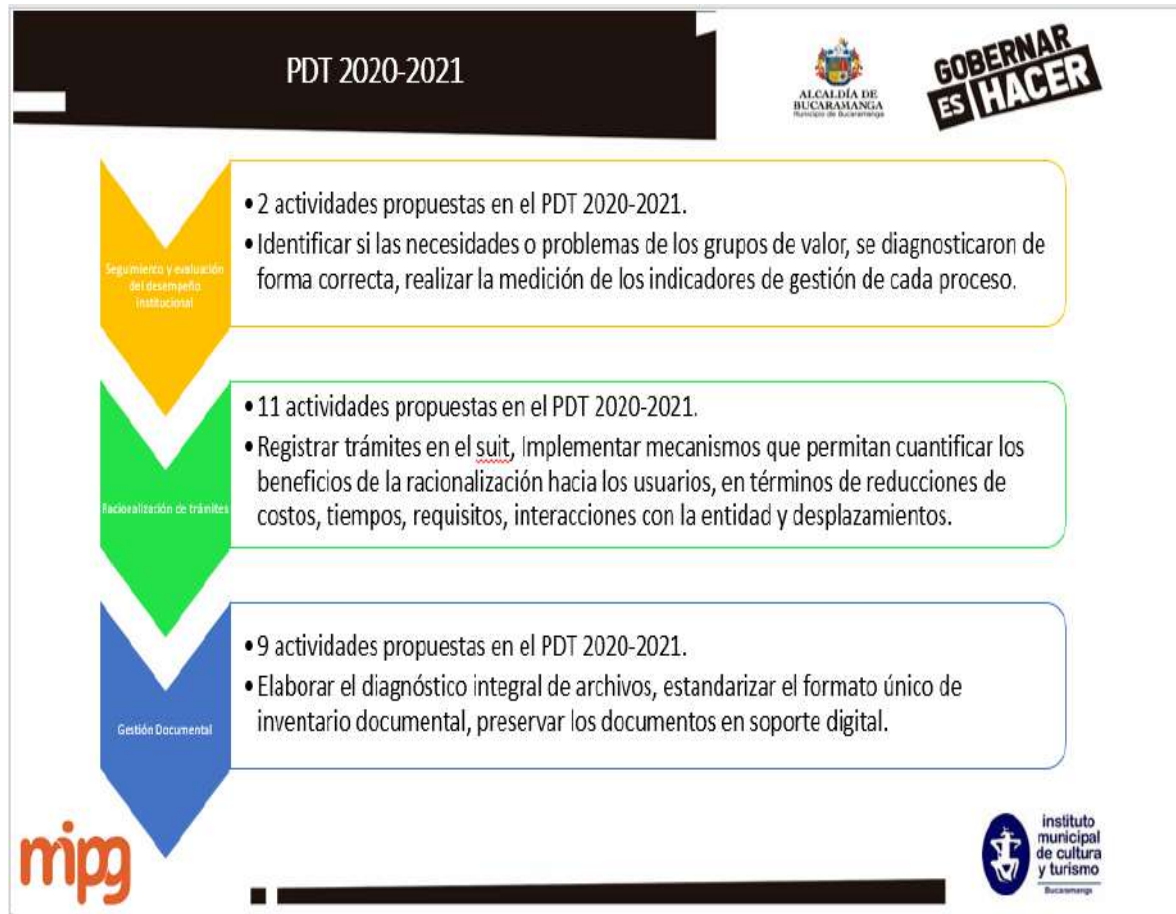 PDT 2020-2021
ALCALDÍA DE
BUCARAMANGA
Municipio de Bucaramanga
GOBERNAR
ES HACER
Seguimiento y evaluación
del desempeño
institucional
• 2 actividades propuestas en el PDT 2020-2021.
• Identificar si las necesidades o problemas de los grupos de valor, se diagnosticaron de
forma correcta, realizar la medición de los indicadores de gestión de cada proceso.
Racionalización de trámites
• 11 actividades propuestas en el PDT 2020-2021.
• Registrar trámites en el suit, Implementar mecanismos que permitan cuantificar los
beneficios de la racionalización hacia los usuarios, en términos de reducciones de
costos, tiempos, requisitos, interacciones con la entidad y desplazamientos.
Gestión Documental
• 9 actividades propuestas en el PDT 2020-2021.
• Elaborar el diagnóstico integral de archivos, estandarizar el formato único de
inventario documental, preservar los documentos en soporte digital.
mipg
instituto
municipal
de cultura
y turismo
Bucaramanga